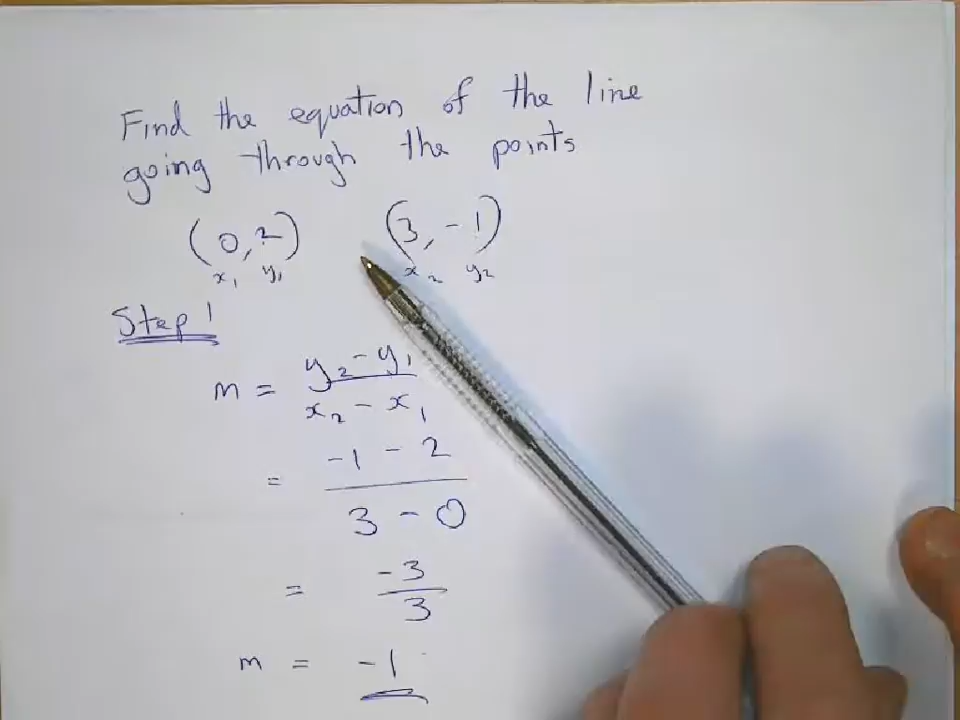 Find the equation of the line
going through the points
(0, 2) (3, -1)
x₁ y₁ x₂ y₂
Step 1
m = y₂ - y₁
x₂ - x₁
= -1 - 2
3 - 0
= -3
3
m = -1